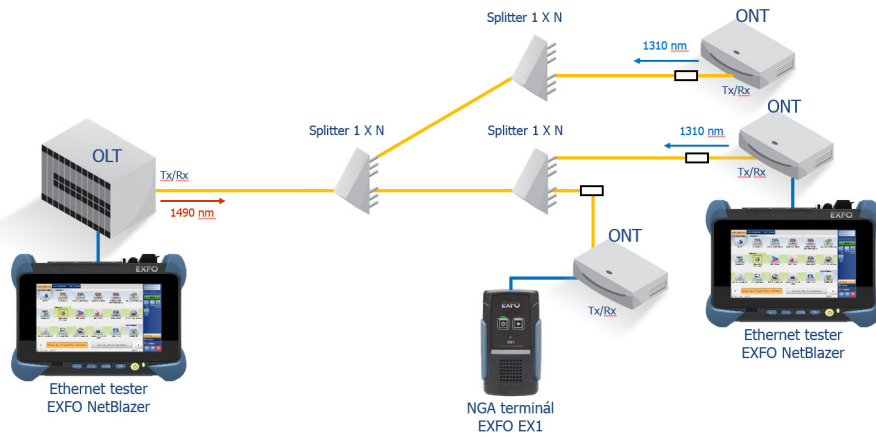 Splitter 1 X N
ONT
1310 nm
Tx/Rx
ONT
Splitter 1 X N
Splitter 1 X N
1310 nm
OLT
Tx/Rx
Tx/Rx
1490 nm
ONT
EXFO
EXFO
Tx/Rx
EXFO
EX1
Ethernet tester
EXFO NetBlazer
Ethernet tester
EXFO NetBlazer
NGA terminál
EXFO EX1